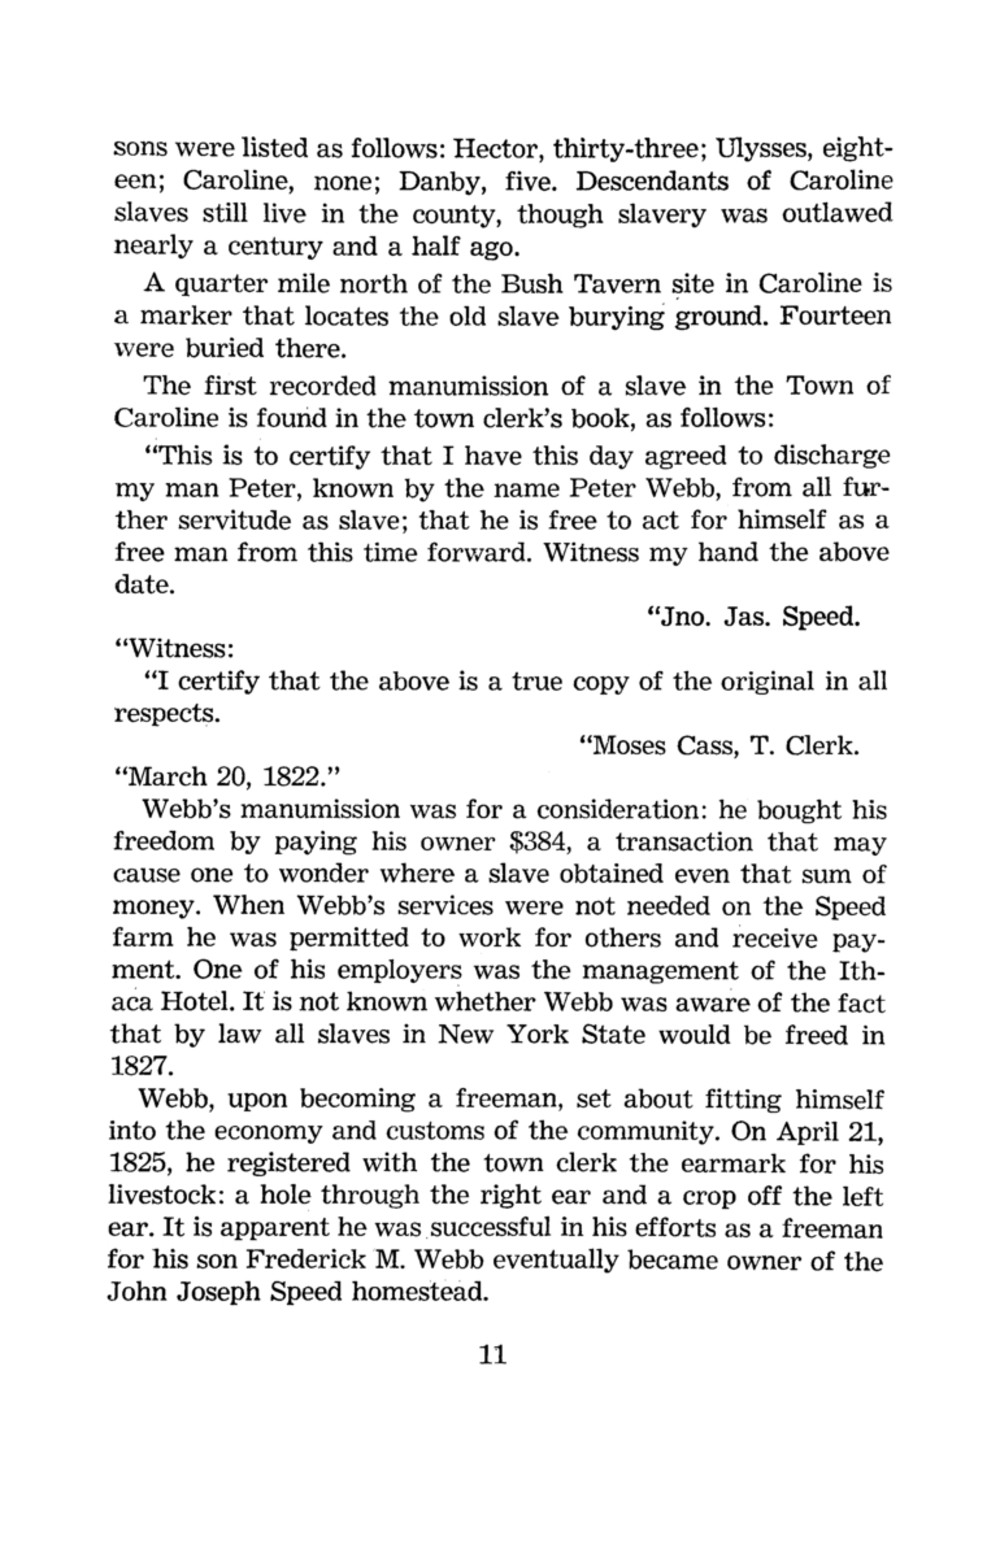 sons were listed as follows: Hector, thirty-three; Ulysses, eight-
een; Caroline, none; Danby, five. Descendants of Caroline
slaves still live in the county, though slavery was outlawed
nearly a century and a half ago.
A quarter mile north of the Bush Tavern site in Caroline is
a marker that locates the old slave burying ground. Fourteen
were buried there.
The first recorded manumission of a slave in the Town of
Caroline is found in the town clerk's book, as follows:
“This is to certify that I have this day agreed to discharge
my man Peter, known by the name Peter Webb, from all fur-
ther servitude as slave; that he is free to act for himself as a
free man from this time forward. Witness my hand the above
date.
“Jno. Jas. Speed.
“Witness:
“I certify that the above is a true copy of the original in all
respects.
“Moses Cass, T. Clerk.
“March 20, 1822.”
Webb's manumission was for a consideration: he bought his
freedom by paying his owner $384, a transaction that may
cause one to wonder where a slave obtained even that sum of
money. When Webb's services were not needed on the Speed
farm he was permitted to work for others and receive pay-
ment. One of his employers was the management of the Ith-
aca Hotel. It is not known whether Webb was aware of the fact
that by law all slaves in New York State would be freed in
1827.
Webb, upon becoming a freeman, set about fitting himself
into the economy and customs of the community. On April 21,
1825, he registered with the town clerk the earmark for his
livestock: a hole through the right ear and a crop off the left
ear. It is apparent he was successful in his efforts as a freeman
for his son Frederick M. Webb eventually became owner of the
John Joseph Speed homestead.
11